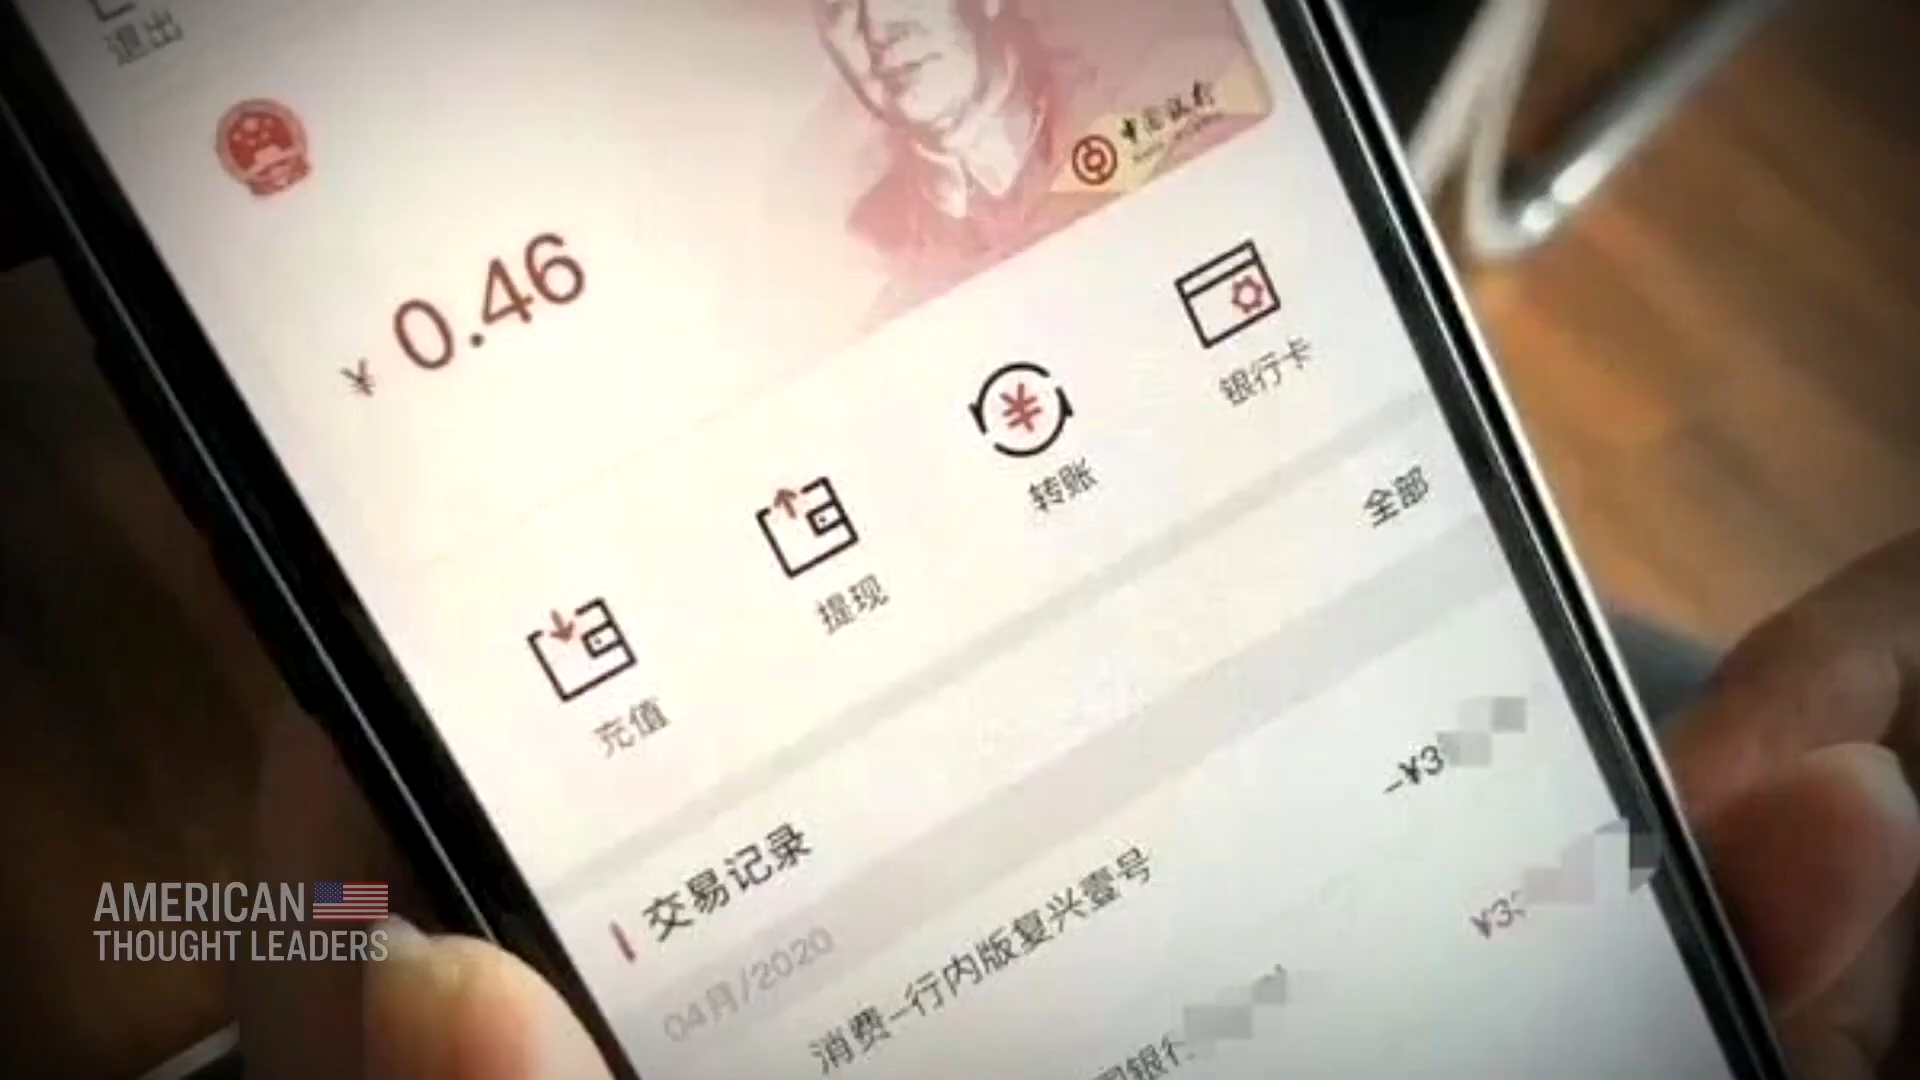 退出
中国银行
¥ 0.46
银行卡
转账
提现
充值
全部
交易记录
04月/2020
-¥3
消费-行内版复兴壹号
¥3
银行
AMERICAN
THOUGHT LEADERS